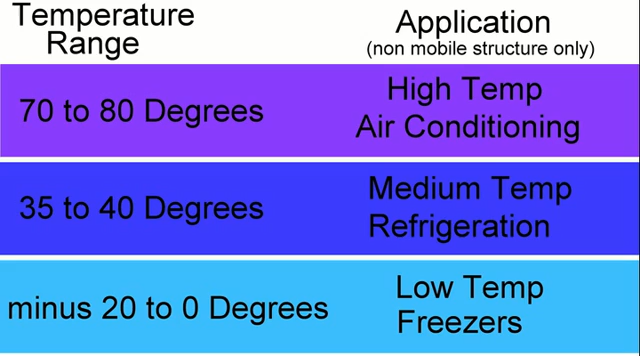 Temperature
Range
Application
(non mobile structure only)
70 to 80 Degrees
High Temp
Air Conditioning
35 to 40 Degrees
Medium Temp
Refrigeration
minus 20 to 0 Degrees
Low Temp
Freezers